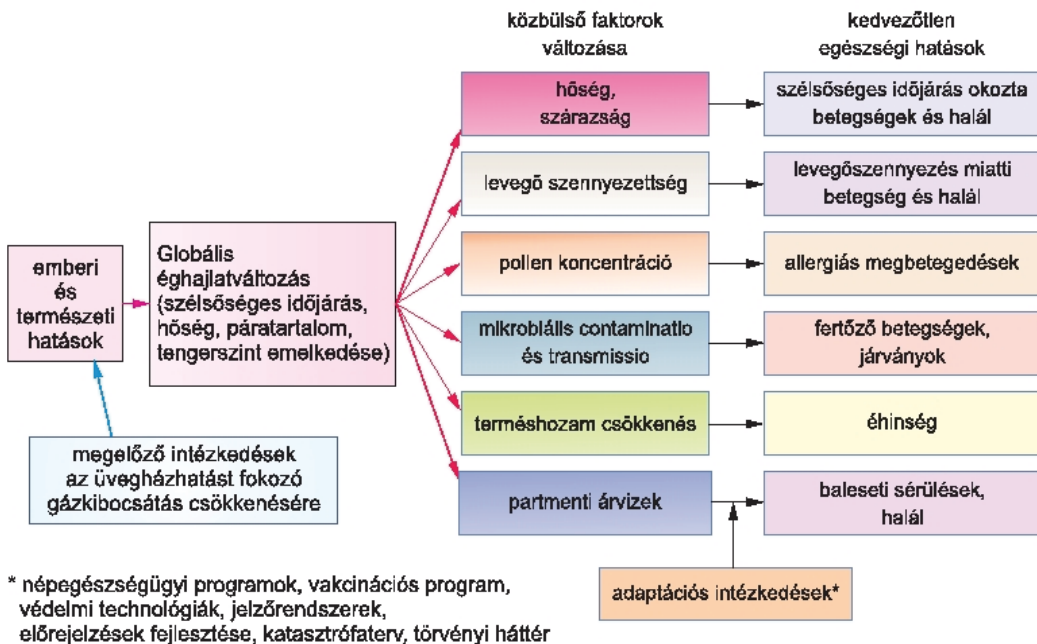 közbülső faktorok
változása
kedvezőtlen
egészségi hatások
hőség,
szárazság
szélsőséges időjárás okozta
betegségek és halál
levegő szennyezettség
levegőszennyezés miatti
betegség és halál
emberi
és
természeti
hatások
Globális
éghajlatváltozás
(szélsőséges időjárás,
hőség, páratartalom,
tengerszint emelkedése)
pollen koncentráció
allergiás megbetegedések
mikrobiális contaminatio
és transmissio
fertőző betegségek,
járványok
terméshozam csökkenés
éhinség
megelőző intézkedések
az üvegházhatást fokozó
gázkibocsátás csökkenésére
partmenti árvizek
baleseti sérülések,
halál
adaptációs intézkedések*
* népegészségügyi programok, vakcinációs program,
védelmi technológiák, jelzőrendszerek,
előrejelzések fejlesztése, katasztrófaterv, törvényi háttér